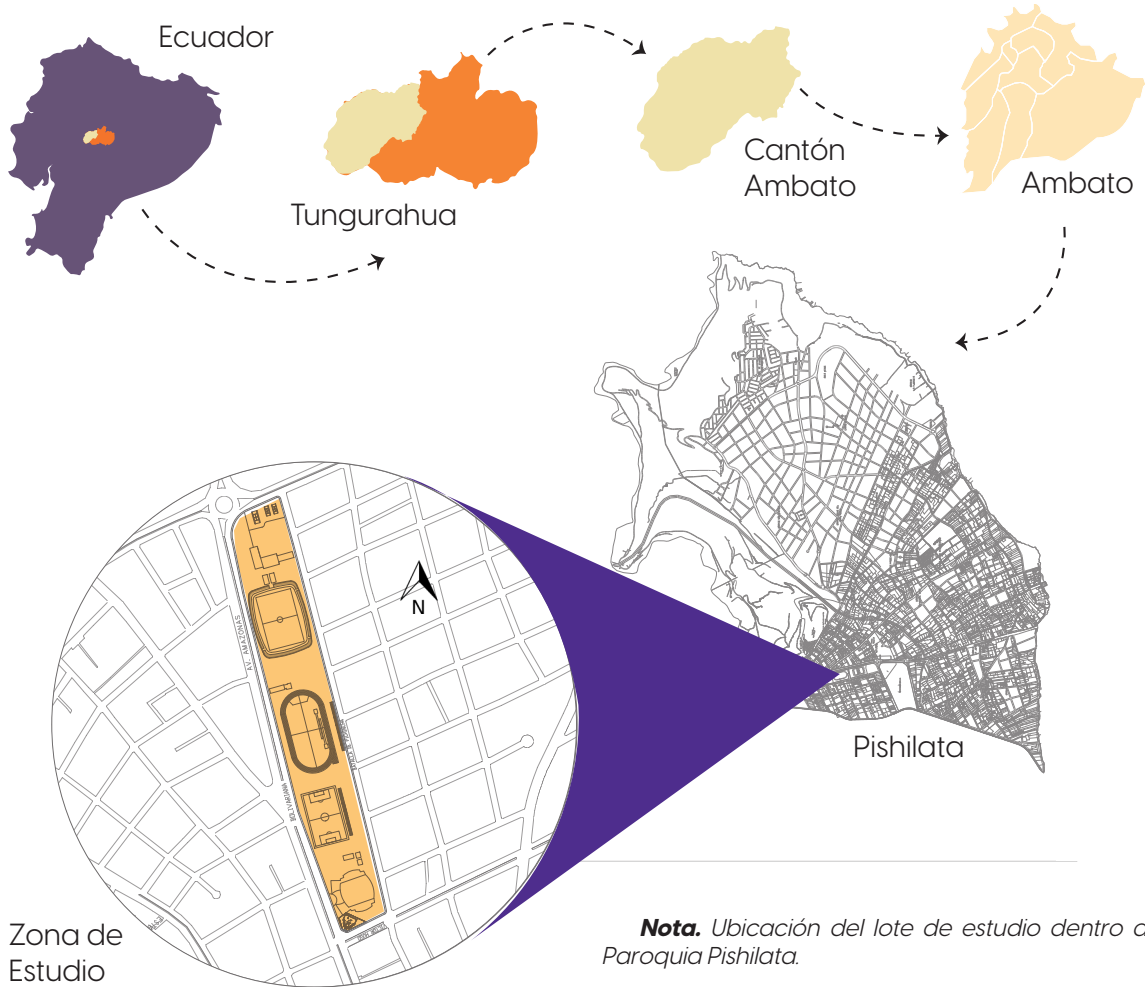 Ecuador
Tungurahua
Cantón
Ambato
Ambato
Pishilata
AV. AMAZONAS
N
BOLIVARIANA
Zona de
Estudio
Nota. Ubicación del lote de estudio dentro d
Paroquia Pishilata.